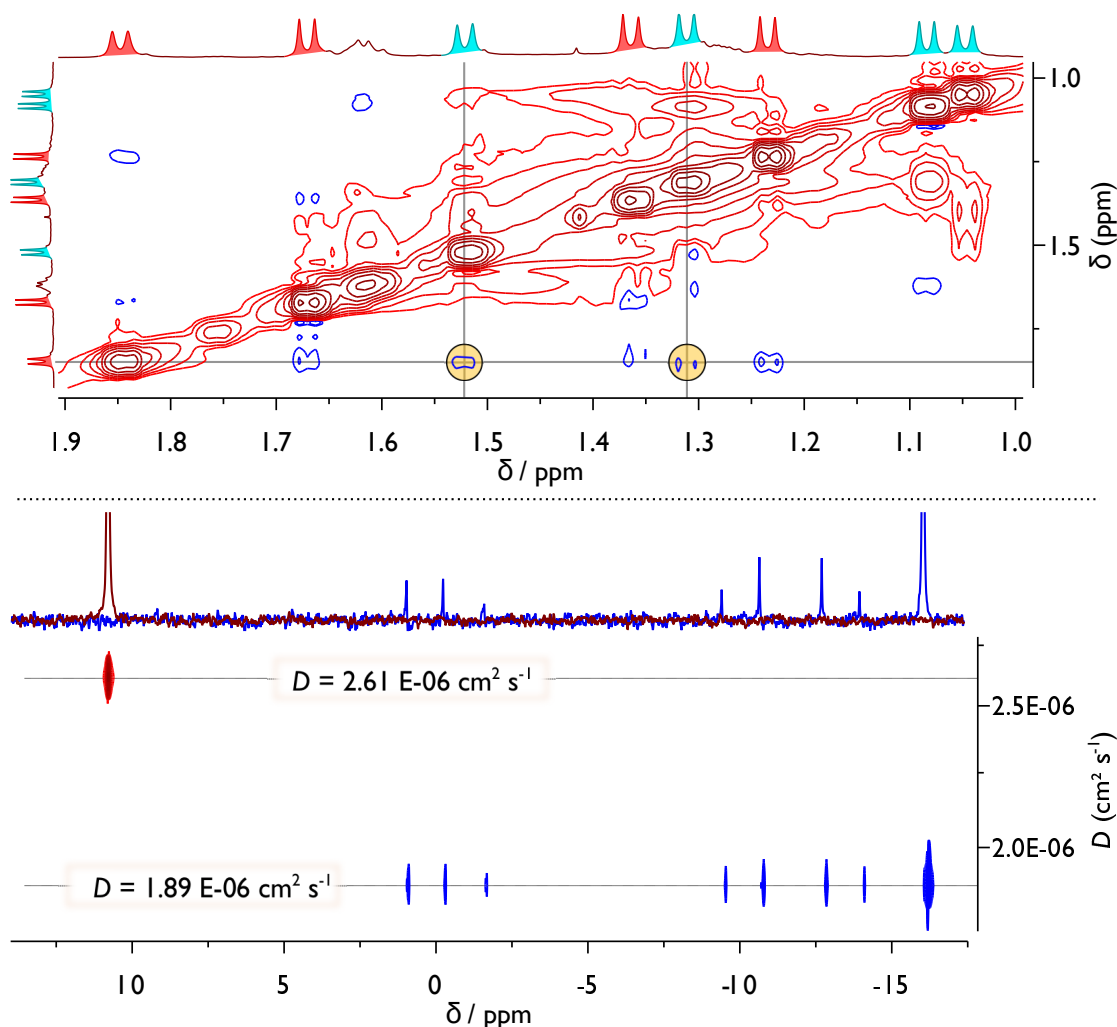 1.0
1.5
δ (ppm)
1.9 1.8 1.7 1.6 1.5 1.4 1.3 1.2 1.1 1.0
δ / ppm
D = 2.61 E-06 cm² s⁻¹
2.5E-06
2.0E-06
D (cm² s⁻¹)
D = 1.89 E-06 cm² s⁻¹
10 5 0 -5 -10 -15
δ / ppm